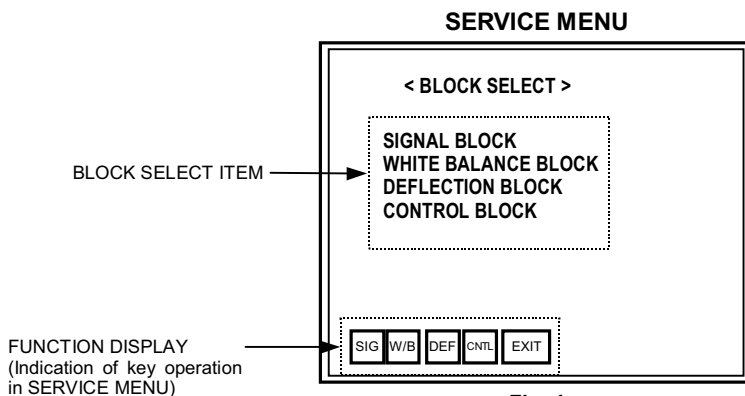 SERVICE MENU
< BLOCK SELECT >
SIGNAL BLOCK
WHITE BALANCE BLOCK
DEFLECTION BLOCK
CONTROL BLOCK
BLOCK SELECT ITEM
SIG W/B DEF CNTL EXIT
FUNCTION DISPLAY
(Indication of key operation
in SERVICE MENU)